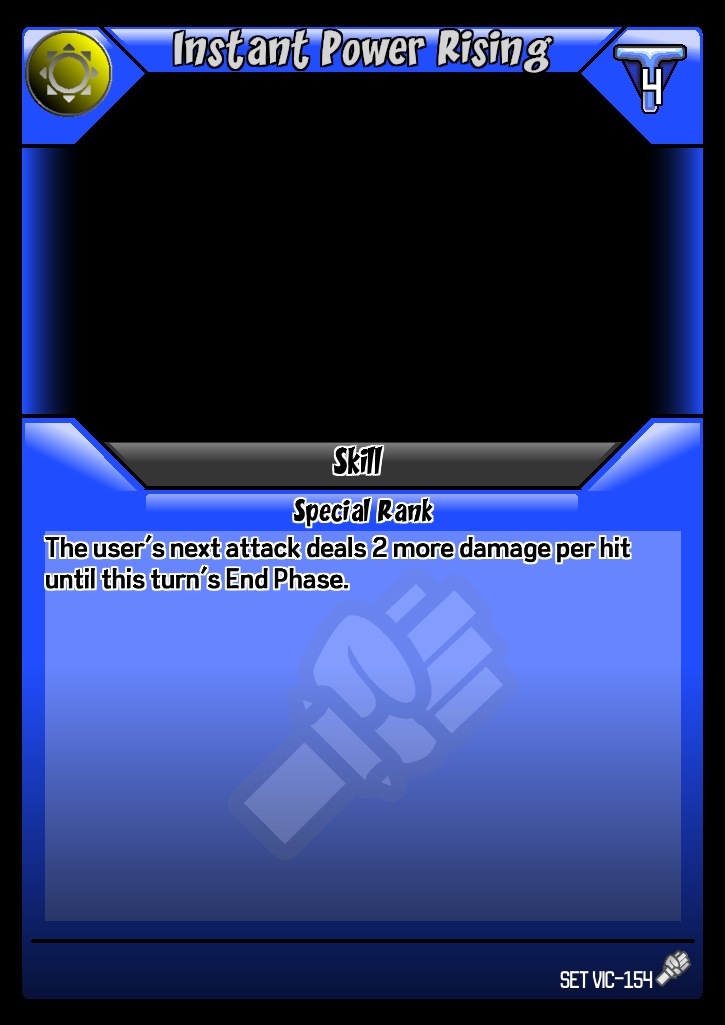 Instant Power Rising
4
Skill
Special Rank
The user's next attack deals 2 more damage per hit
until this turn's End Phase.
SET VIC-154